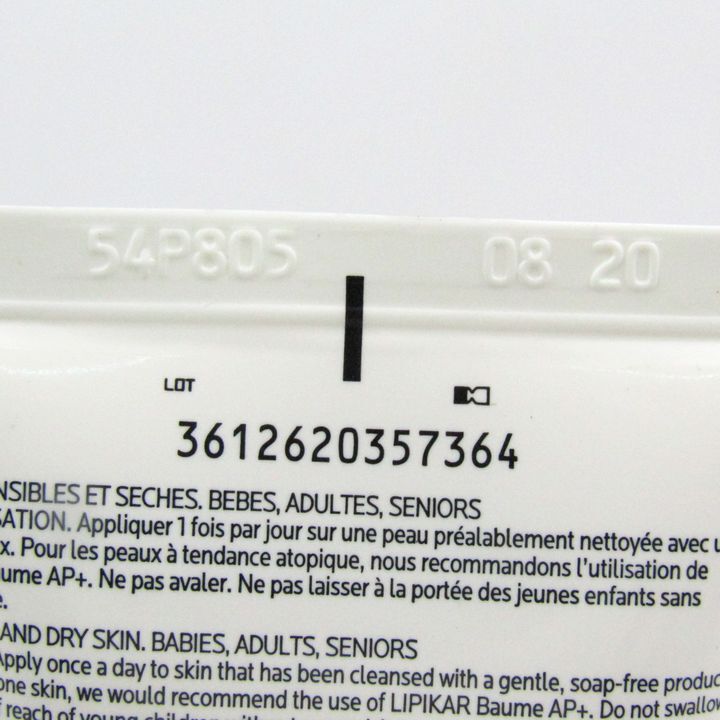 54P805 08 20
LOT
3612620357364
NSIBLES ET SECHES. BEBES, ADULTES, SENIORS
SATION. Appliquer 1 fois par jour sur une peau préalablement nettoyée avec u
x. Pour les peaux à tendance atopique, nous recommandons l'utilisation de
aume AP+. Ne pas avaler. Ne pas laisser à la portée des jeunes enfants sans
e.
AND DRY SKIN. BABIES, ADULTS, SENIORS
Apply once a day to skin that has been cleansed with a gentle, soap-free produc
one skin, we would recommend the use of LIPIKAR Baume AP+. Do not swallow
f reach of young children